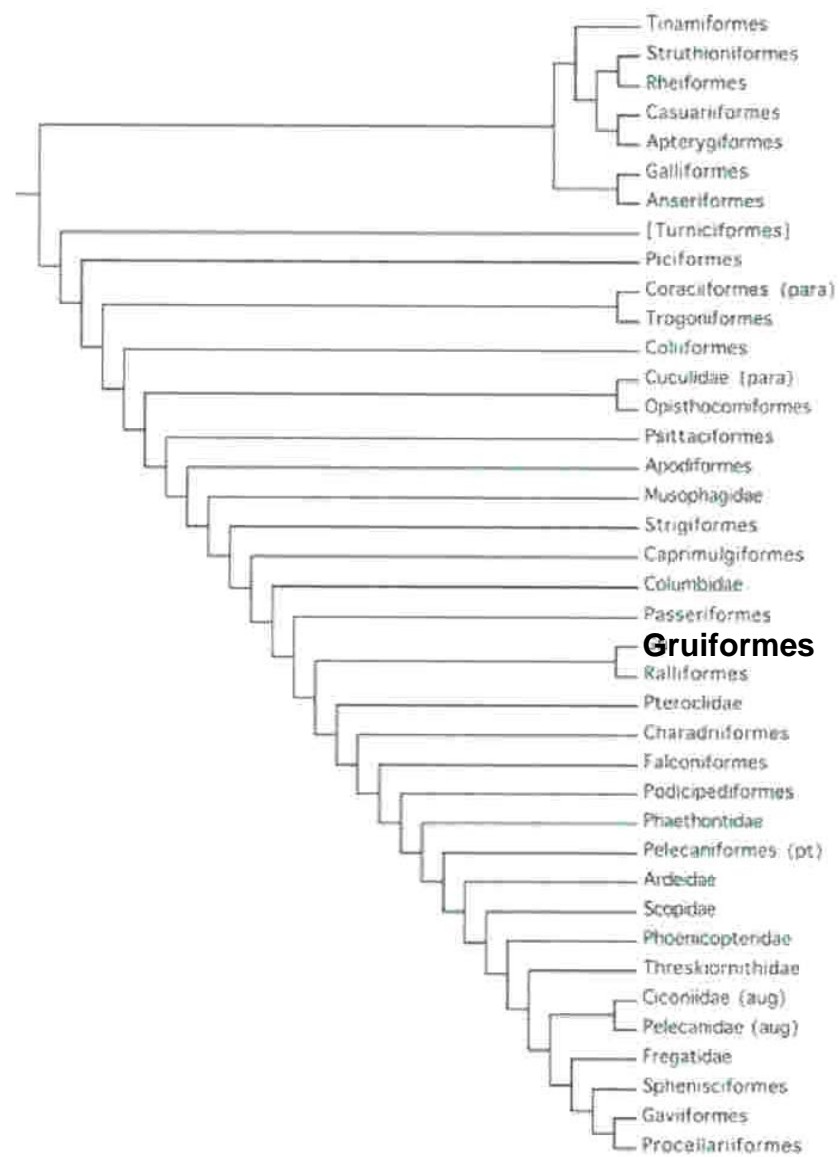 Tinamiformes
Struthioniformes
Rheiformes
Casuariiformes
Apterygiformes
Galliformes
Anseriformes
[Turniciformes]
Piciformes
Coraciiformes (para)
Trogoniformes
Coliiformes
Cuculidae (para)
Opisthocomiformes
Psittaciformes
Apodiformes
Musophagidae
Strigiformes
Caprimulgiformes
Columbidae
Passeriformes
Gruiformes
Ralliformes
Pteroclidae
Charadriiformes
Falconiformes
Podicipediformes
Phaethontidae
Pelecaniformes (pt)
Ardeidae
Scopidae
Phoenicopteridae
Threskiornithidae
Ciconiidae (aug)
Pelecanidae (aug)
Fregatidae
Sphenisciformes
Gaviiformes
Procellariiformes